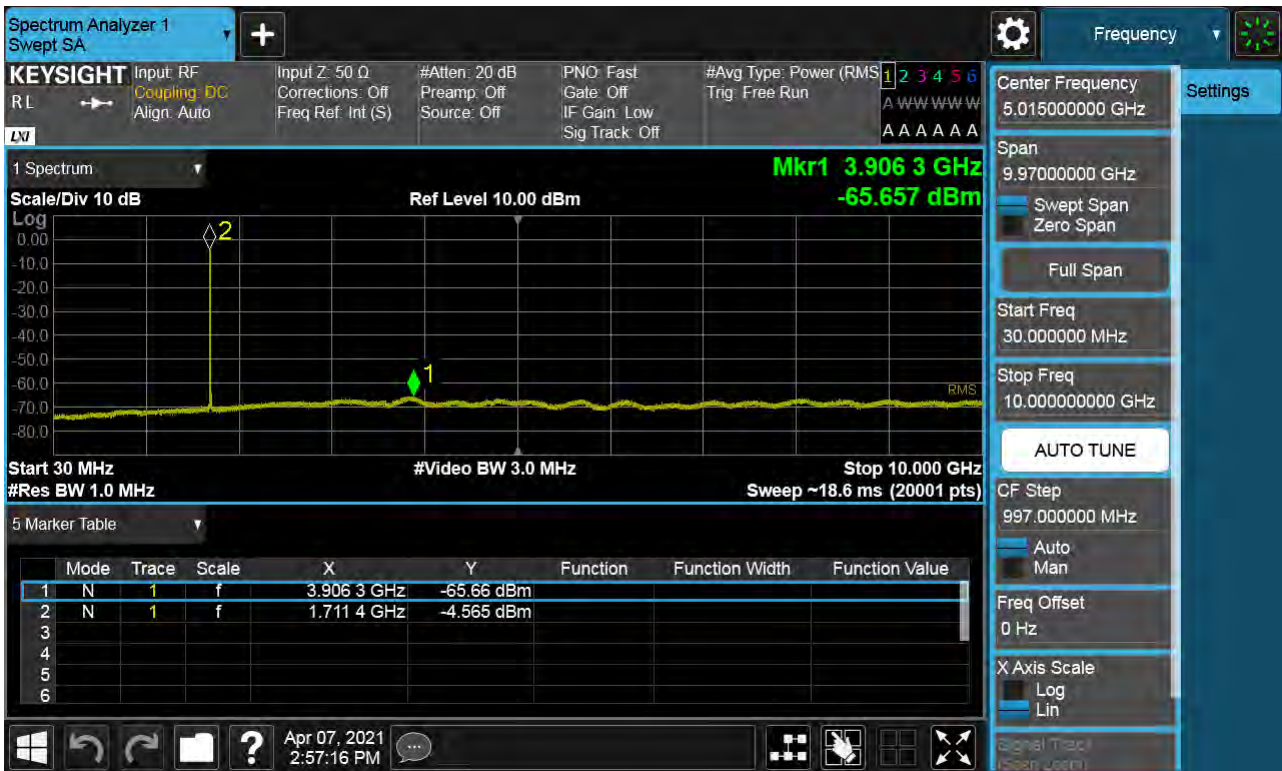 Spectrum Analyzer 1
Swept SA
+
Frequency
KEYSIGHT
RL
LXI
Input: RF
Coupling: DC
Align: Auto
Input Z: 50 Ω
Corrections: Off
Freq Ref: Int (S)
#Atten: 20 dB
Preamp: Off
Source: Off
PNO: Fast
Gate: Off
IF Gain: Low
Sig Track: Off
#Avg Type: Power (RMS
Trig: Free Run
1 2 3 4 5 6
A W W W W W
A A A A A A
1 Spectrum
Scale/Div 10 dB
Ref Level 10.00 dBm
Mkr1 3.906 3 GHz
-65.657 dBm
Log
0.00
-10.0
-20.0
-30.0
-40.0
-50.0
-60.0
-70.0
-80.0
2
1
RMS
Start 30 MHz
#Video BW 3.0 MHz
Stop 10.000 GHz
#Res BW 1.0 MHz
Sweep ~18.6 ms (20001 pts)
5 Marker Table
Mode Trace Scale X Y Function Function Width Function Value
1 N 1 f 3.906 3 GHz -65.66 dBm
2 N 1 f 1.711 4 GHz -4.565 dBm
3
4
5
6
?
Apr 07, 2021
2:57:16 PM
Center Frequency
5.015000000 GHz
Settings
Span
9.97000000 GHz
Swept Span
Zero Span
Full Span
Start Freq
30.000000 MHz
Stop Freq
10.000000000 GHz
AUTO TUNE
CF Step
997.000000 MHz
Auto
Man
Freq Offset
0 Hz
X Axis Scale
Log
Lin
Signal Track
(Span Zoom)